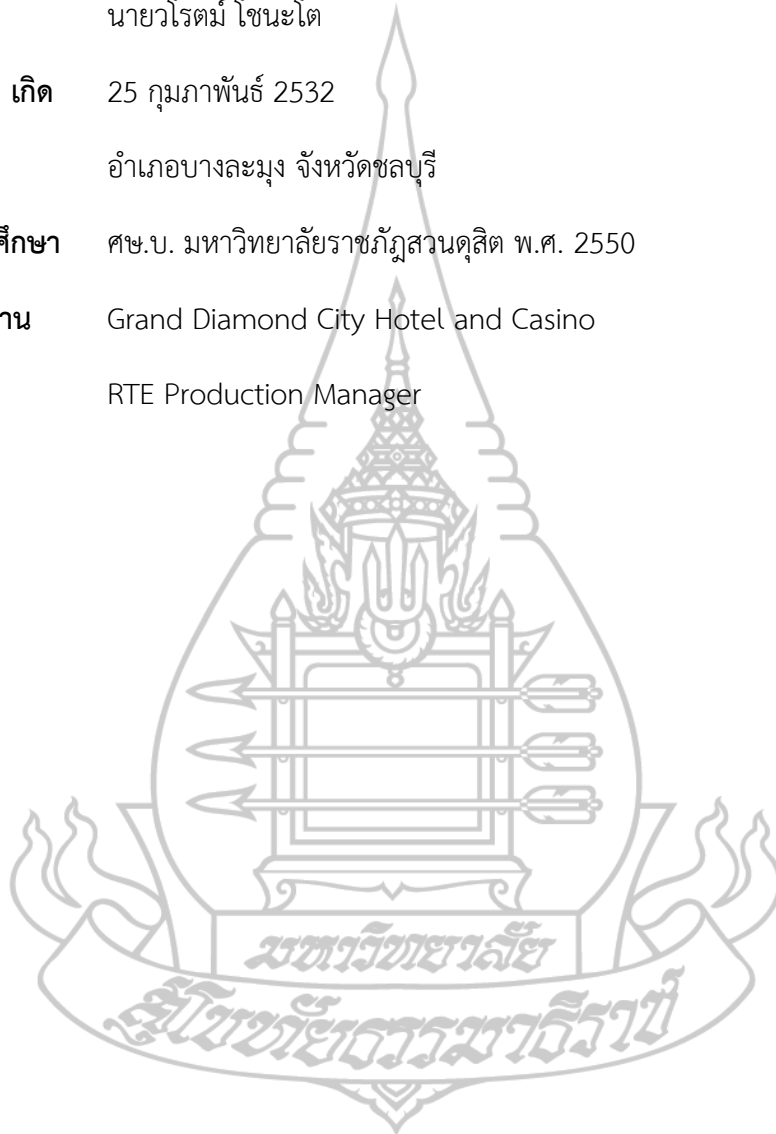 นายวโรตม์ โชนะโต
เกิด 25 กุมภาพันธ์ 2532
อำเภอบางละมุง จังหวัดชลบุรี
ศึกษา ศษ.บ. มหาวิทยาลัยราชภัฏสวนดุสิต พ.ศ. 2550
าน Grand Diamond City Hotel and Casino
RTE Production Manager
มหาวิทยาลัย
สุโขทัยธรรมาธิราช